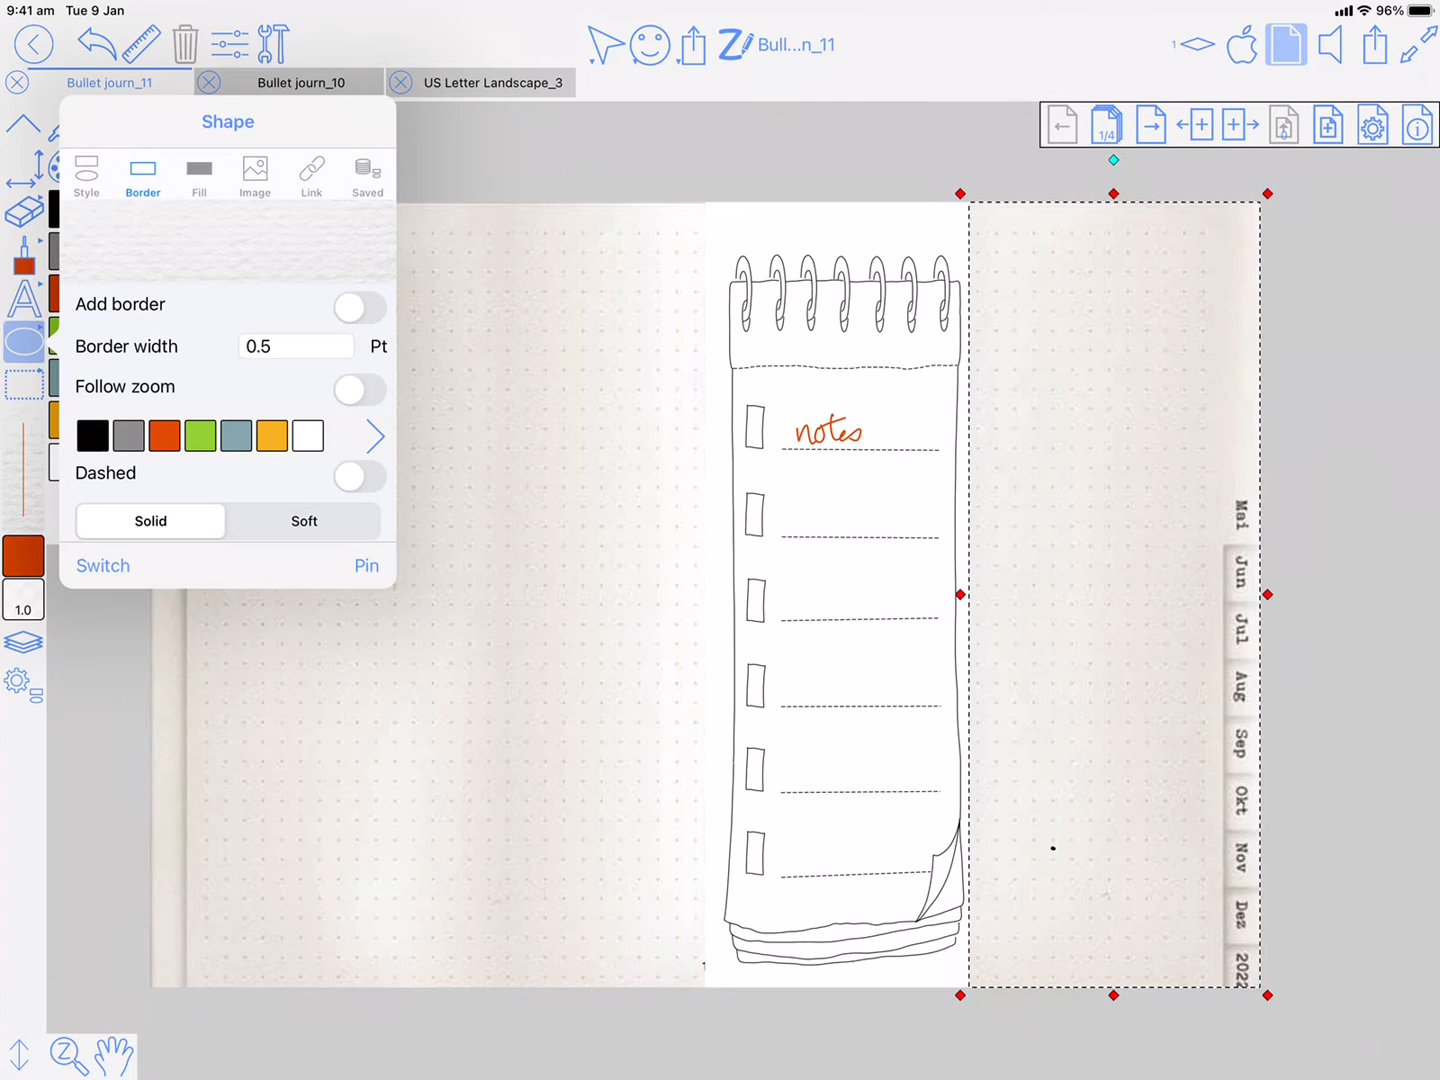 9:41 am Tue 9 Jan
96%
Bull...n_11
1
Bullet journ_11
Bullet journ_10
US Letter Landscape_3
1/4
Shape
Style
Border
Fill
Image
Link
Saved
Add border
Border width 0.5 Pt
Follow zoom
Dashed
Solid
Soft
Switch
Pin
1.0
Z
notes
Mai
Jun
Jul
Aug
Sep
Okt
Nov
Dez
2022